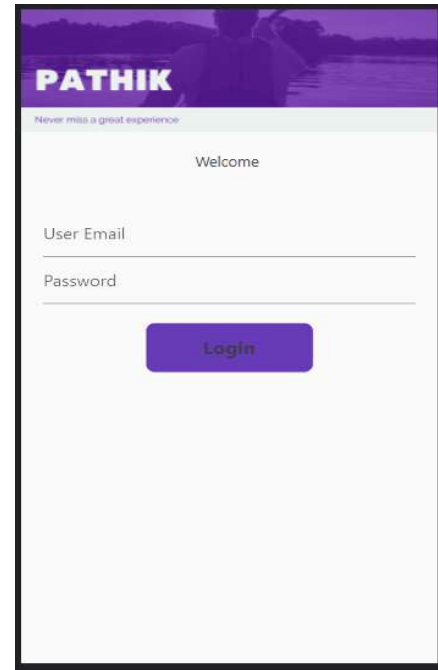 PATHIK
Never miss a great experience
Welcome
User Email
Password
Login